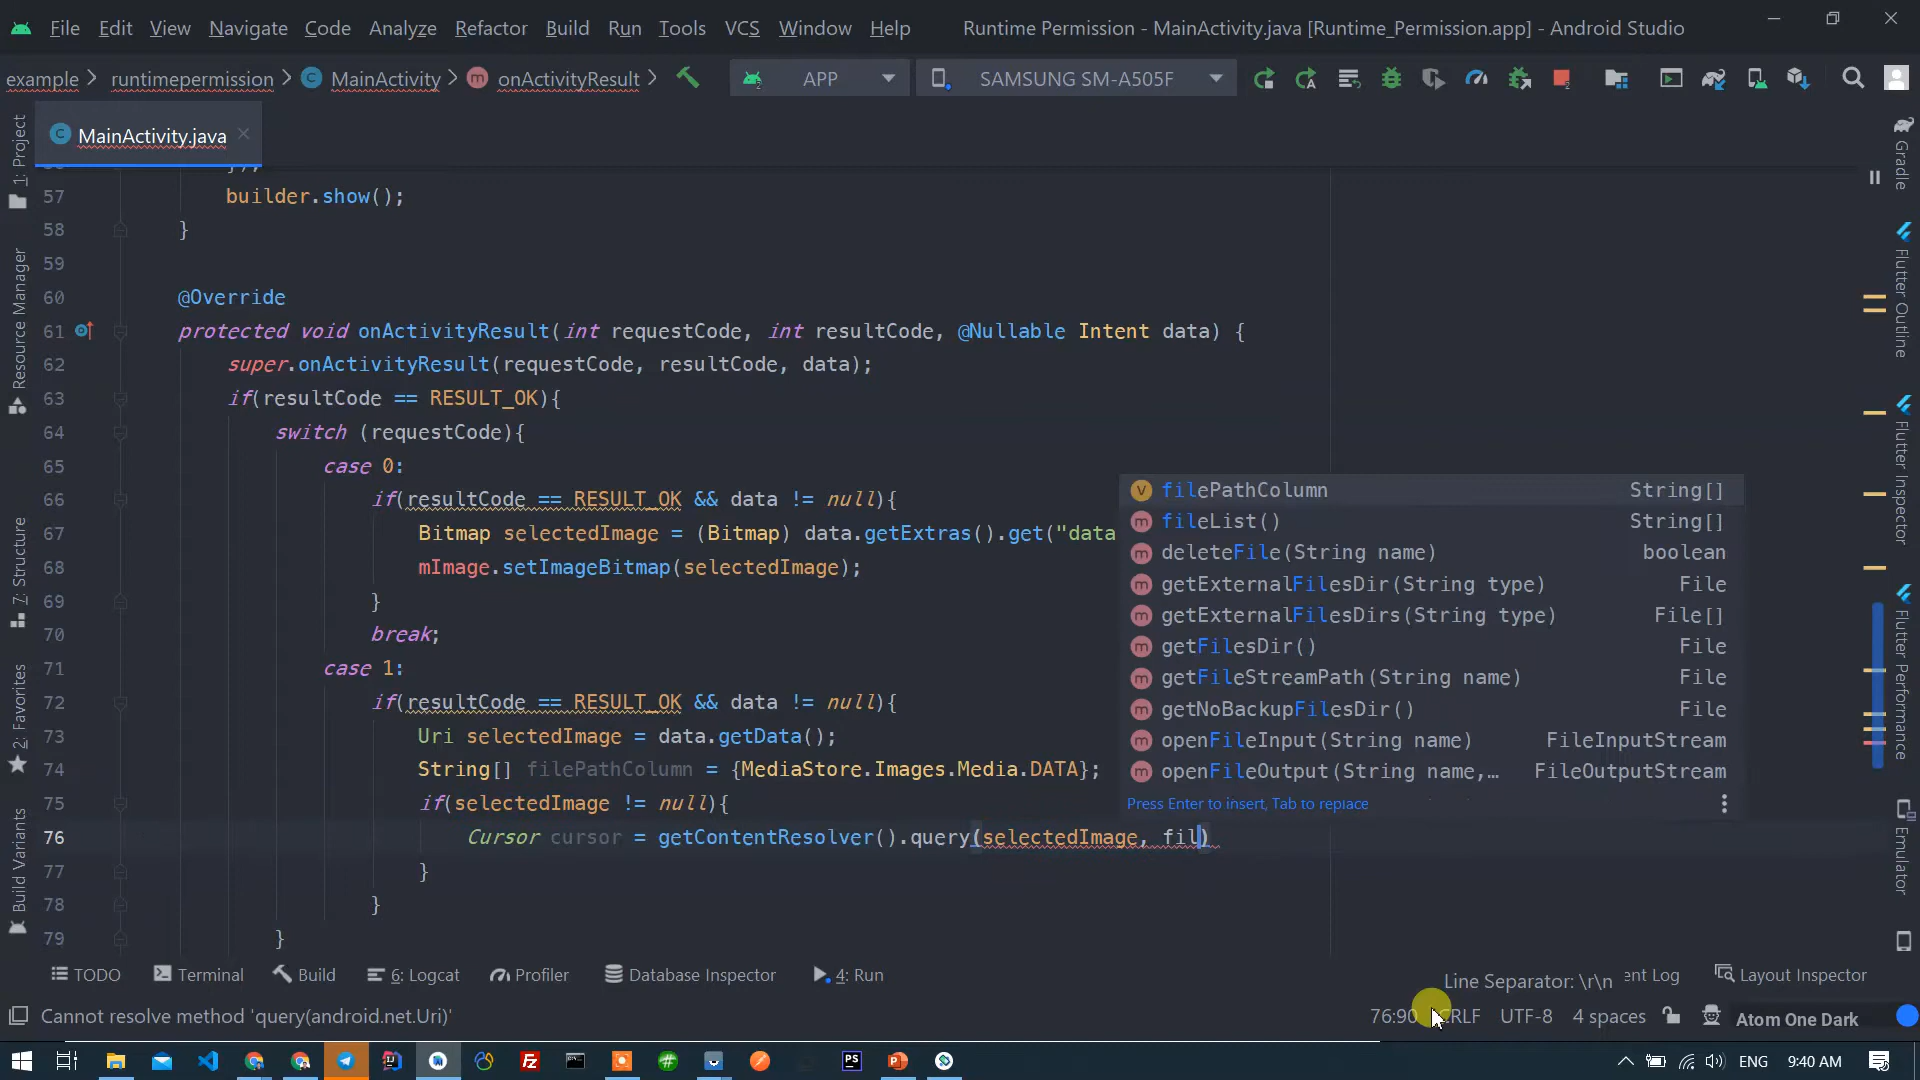 File Edit View Navigate Code Analyze Refactor Build Run Tools VCS Window Help Runtime Permission - MainActivity.java [Runtime_Permission.app] - Android Studio
example runtimepermission MainActivity onActivityResult APP SAMSUNG SM-A505F
MainActivity.java
57 builder.show();
58 }
59
60 @Override
61 protected void onActivityResult(int requestCode, int resultCode, @Nullable Intent data) {
62 super.onActivityResult(requestCode, resultCode, data);
63 if(resultCode == RESULT_OK){
64 switch (requestCode){
65 case 0:
66 if(resultCode == RESULT_OK && data != null){
67 Bitmap selectedImage = (Bitmap) data.getExtras().get("data
68 mImage.setImageBitmap(selectedImage);
69 }
70 break;
71 case 1:
72 if(resultCode == RESULT_OK && data != null){
73 Uri selectedImage = data.getData();
74 String[] filePathColumn = {MediaStore.Images.Media.DATA};
75 if(selectedImage != null){
76 Cursor cursor = getContentResolver().query(selectedImage, fil)
77 }
78 }
79 }
filePathColumn String[]
fileList() String[]
deleteFile(String name) boolean
getExternalFilesDir(String type) File
getExternalFilesDirs(String type) File[]
getFilesDir() File
getFileStreamPath(String name) File
getNoBackupFilesDir() File
openFileInput(String name) FileInputStream
openFileOutput(String name,… FileOutputStream
Press Enter to insert, Tab to replace
1: Project
Resource Manager
7: Structure
2: Favorites
Build Variants
Gradle
Flutter Outline
Flutter Inspector
Flutter Performance
Emulator
TODO Terminal Build 6: Logcat Profiler Database Inspector 4: Run Line Separator: \r\n ent Log Layout Inspector
Cannot resolve method 'query(android.net.Uri)' 76:90 CRLF UTF-8 4 spaces Atom One Dark
PS ENG 9:40 AM